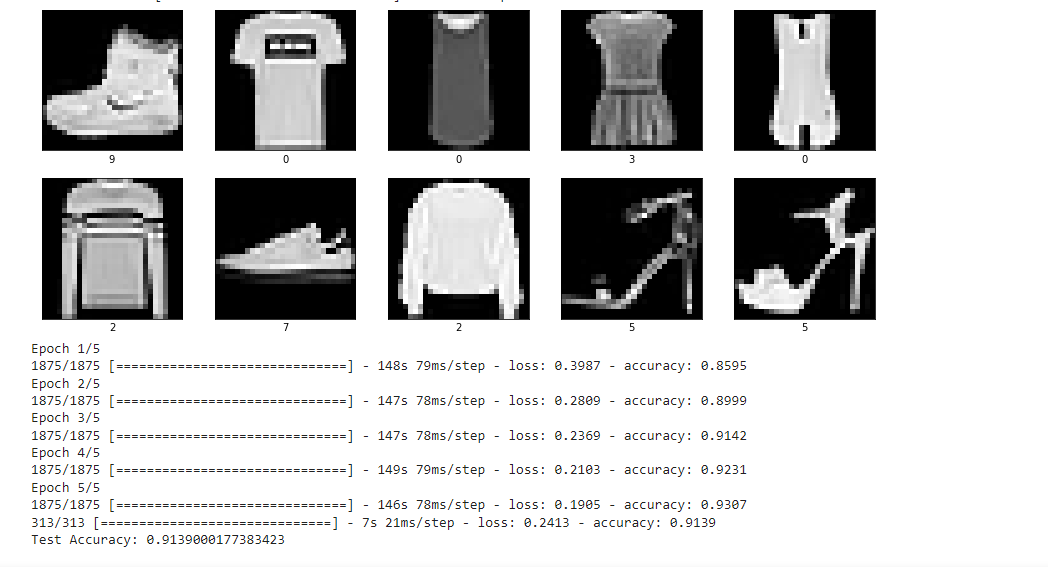 9 0 0 3 0
2 7 2 5 5
Epoch 1/5
1875/1875 [==============================] - 148s 79ms/step - loss: 0.3987 - accuracy: 0.8595
Epoch 2/5
1875/1875 [==============================] - 147s 78ms/step - loss: 0.2809 - accuracy: 0.8999
Epoch 3/5
1875/1875 [==============================] - 147s 78ms/step - loss: 0.2369 - accuracy: 0.9142
Epoch 4/5
1875/1875 [==============================] - 149s 79ms/step - loss: 0.2103 - accuracy: 0.9231
Epoch 5/5
1875/1875 [==============================] - 146s 78ms/step - loss: 0.1905 - accuracy: 0.9307
313/313 [==============================] - 7s 21ms/step - loss: 0.2413 - accuracy: 0.9139
Test Accuracy: 0.9139000177383423